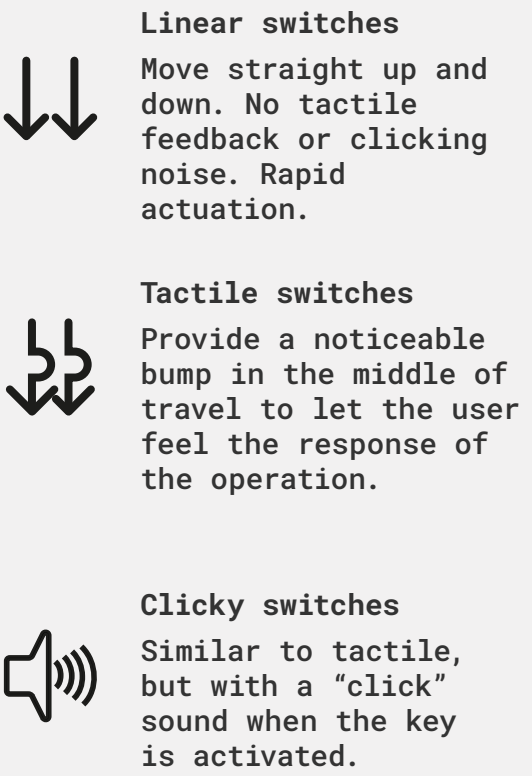 Linear switches
Move straight up and
down. No tactile
feedback or clicking
noise. Rapid
actuation.
Tactile switches
Provide a noticeable
bump in the middle of
travel to let the user
feel the response of
the operation.
Clicky switches
Similar to tactile,
but with a “click”
sound when the key
is activated.